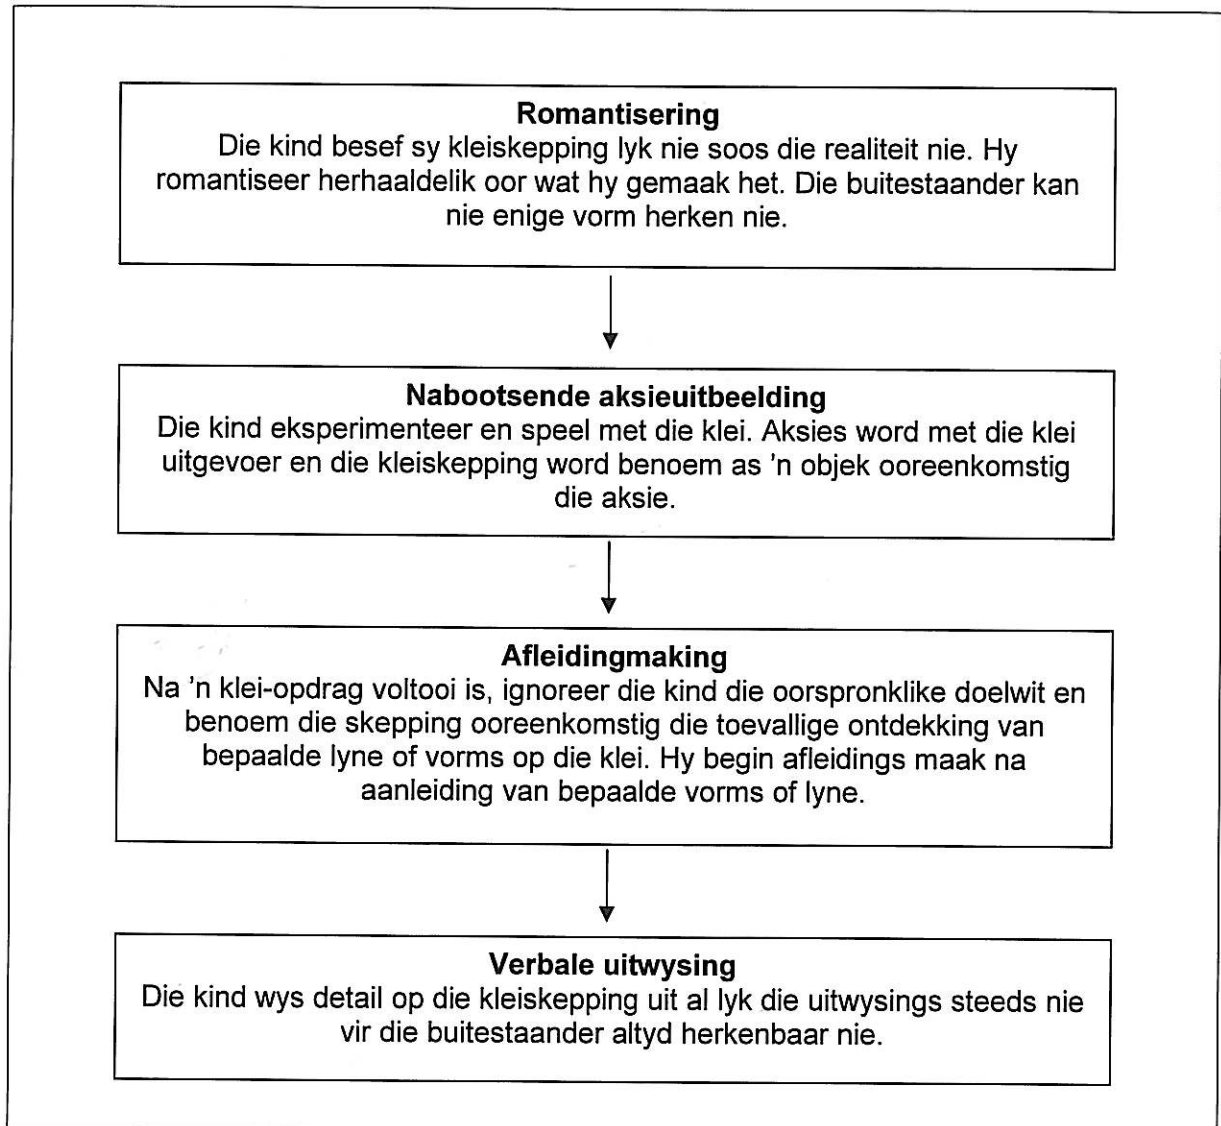 Romantisering
Die kind besef sy kleiskepping lyk nie soos die realiteit nie. Hy
romantiseer herhaaldelik oor wat hy gemaak het. Die buitestaander kan
nie enige vorm herken nie.
Nabootsende aksieuitbeelding
Die kind eksperimenteer en speel met die klei. Aksies word met die klei
uitgevoer en die kleiskepping word benoem as 'n objek ooreenkomstig
die aksie.
Afleidingmaking
Na 'n klei-opdrag voltooi is, ignoreer die kind die oorspronklike doelwit en
benoem die skepping ooreenkomstig die toevallige ontdekking van
bepaalde lyne of vorms op die klei. Hy begin afleidings maak na
aanleiding van bepaalde vorms of lyne.
Verbale uitwysing
Die kind wys detail op die kleiskepping uit al lyk die uitwysings steeds nie
vir die buitestaander altyd herkenbaar nie.